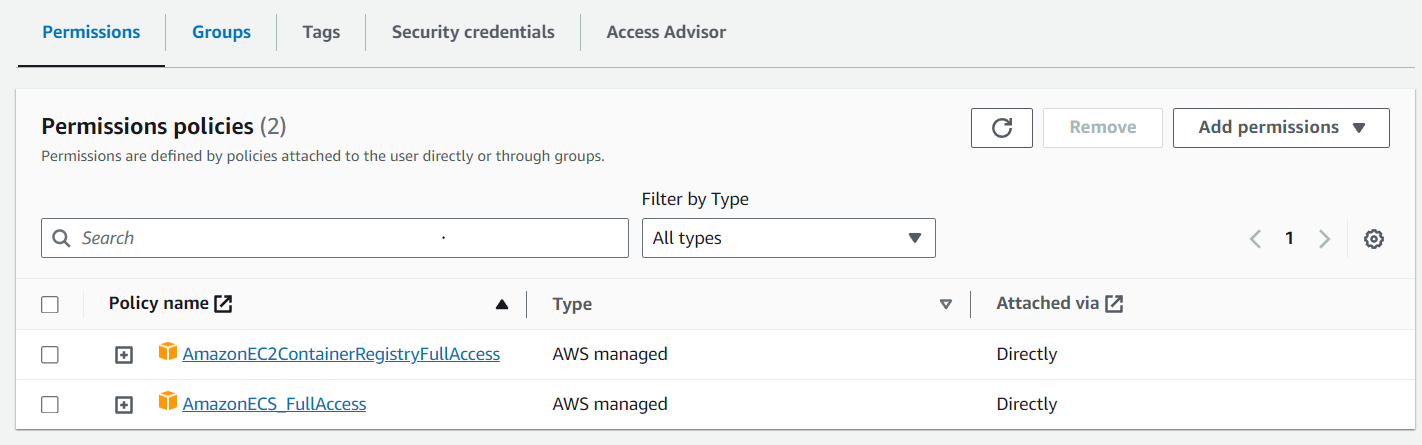 Permissions Groups Tags Security credentials Access Advisor
Permissions policies (2)
Remove Add permissions
Permissions are defined by policies attached to the user directly or through groups.
Filter by Type
Search All types 1
Policy name Type Attached via
AmazonEC2ContainerRegistryFullAccess AWS managed Directly
AmazonECS_FullAccess AWS managed Directly